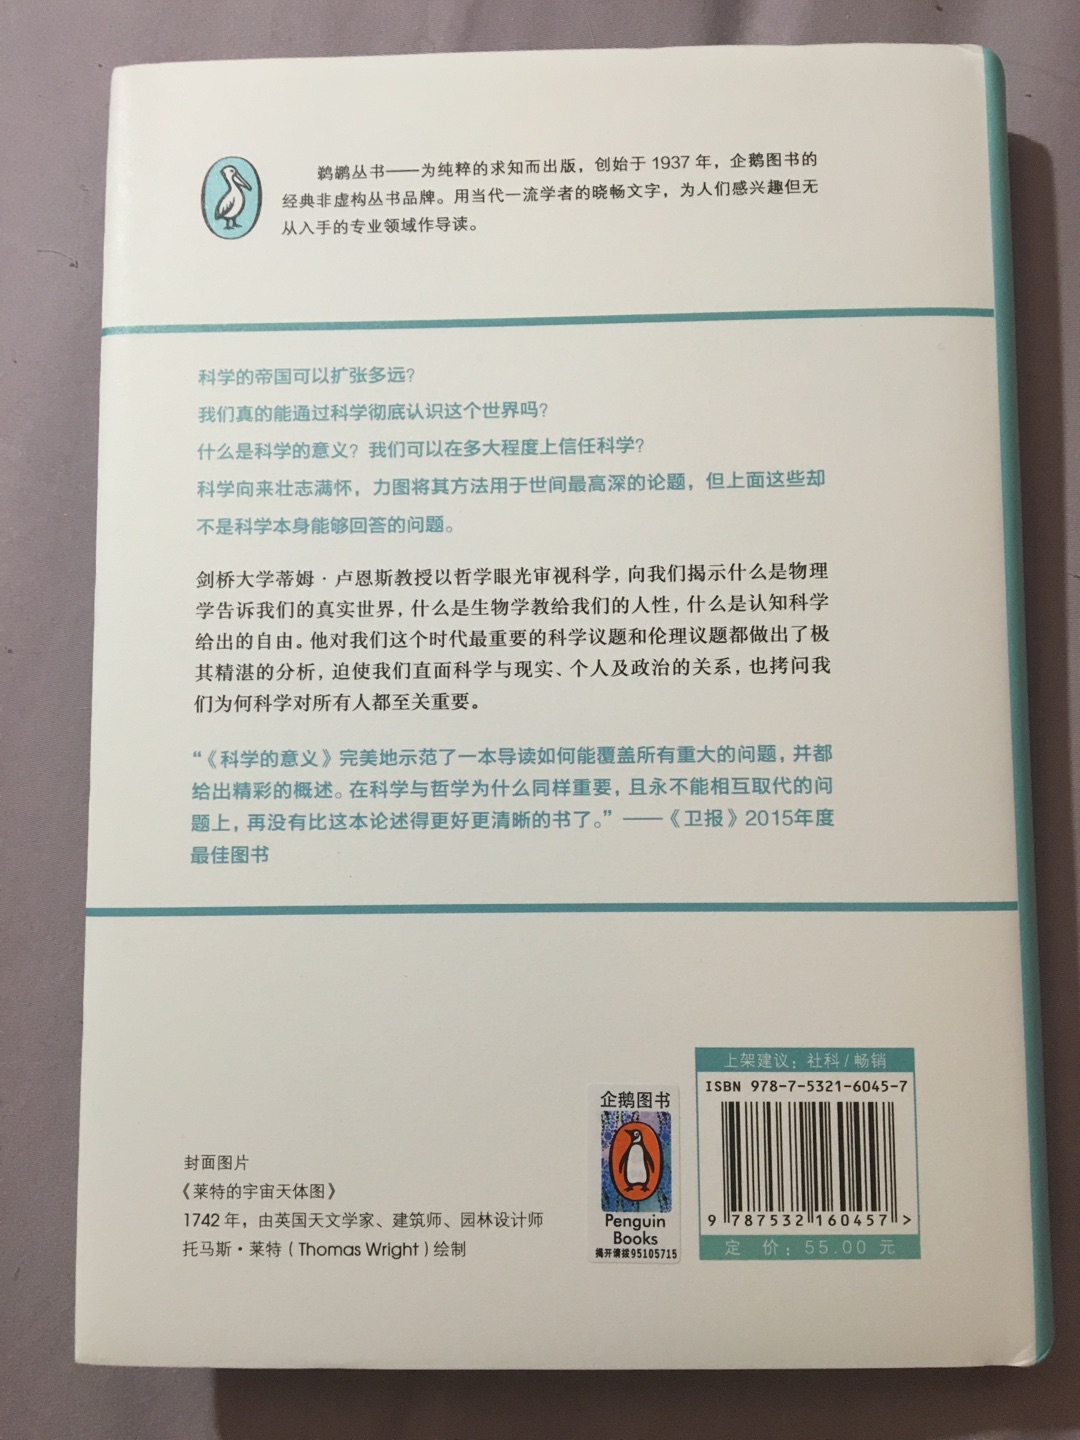 鹈鹕丛书——为纯粹的求知而出版，创始于 1937 年，企鹅图书的
经典非虚构丛书品牌。用当代一流学者的晓畅文字，为人们感兴趣但无
从入手的专业领域作导读。
科学的帝国可以扩张多远？
我们真的能通过科学彻底认识这个世界吗？
什么是科学的意义？我们可以在多大程度上信任科学？
科学向来壮志满怀，力图将其方法用于世间最高深的论题，但上面这些却
不是科学本身能够回答的问题。
剑桥大学蒂姆·卢恩斯教授以哲学眼光审视科学，向我们揭示什么是物理
学告诉我们的真实世界，什么是生物学教给我们的人性，什么是认知科学
给出的自由。他对我们这个时代最重要的科学议题和伦理议题都做出了极
其精湛的分析，迫使我们直面科学与现实、个人及政治的关系，也拷问我
们为何科学对所有人都至关重要。
“《科学的意义》完美地示范了一本导读如何能覆盖所有重大的问题，并都
给出精彩的概述。在科学与哲学为什么同样重要，且永不能相互取代的问
题上，再没有比这本论述得更好更清晰的书了。”——《卫报》2015年度
最佳图书
封面图片
《莱特的宇宙天体图》
1742 年，由英国天文学家、建筑师、园林设计师
托马斯·莱特（Thomas Wright）绘制
企鹅图书
Penguin
Books
揭开请拨95105715
上架建议：社科 / 畅销
ISBN 978-7-5321-6045-7
9 787532 160457 >
定 价：55.00 元